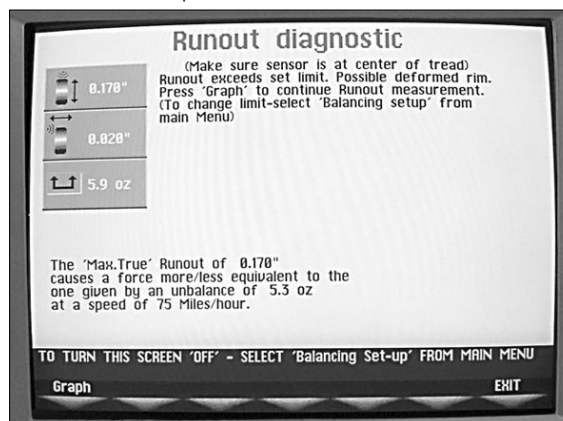 Runout diagnostic
(Make sure sensor is at center of tread)
Runout exceeds set limit. Possible deformed rim.
Press 'Graph' to continue Runout measurement.
(To change limit-select 'Balancing setup' from
main Menu)
0.170"
0.020"
5.9 oz
The 'Max.True' Runout of 0.170"
causes a force more/less equivalent to the
one given by an unbalance of 5.3 oz
at a speed of 75 Miles/hour.
TO TURN THIS SCREEN 'OFF' - SELECT 'Balancing Set-up' FROM MAIN MENU
Graph
EXIT